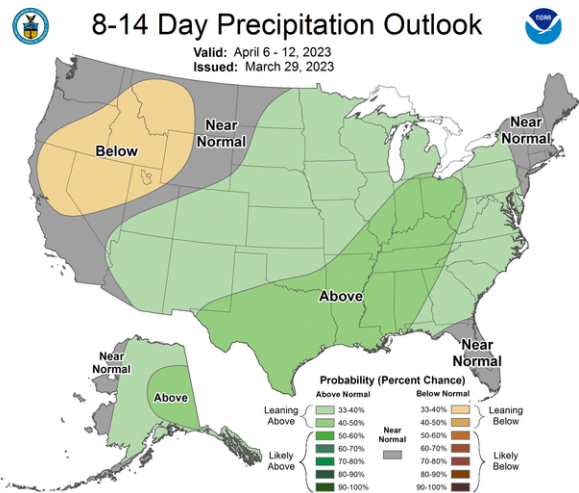 8-14 Day Precipitation Outlook
Valid: April 6 - 12, 2023
Issued: March 29, 2023
NOAA
Near
Normal
Below
Near
Normal
Above
Near
Normal
Near
Normal
Above
Probability (Percent Chance)
Above Normal
Below Normal
Leaning
Above
33-40%
40-50%
Likely
Above
50-60%
60-70%
70-80%
80-90%
90-100%
Near
Normal
33-40%
40-50%
Leaning
Below
50-60%
60-70%
70-80%
80-90%
90-100%
Likely
Below